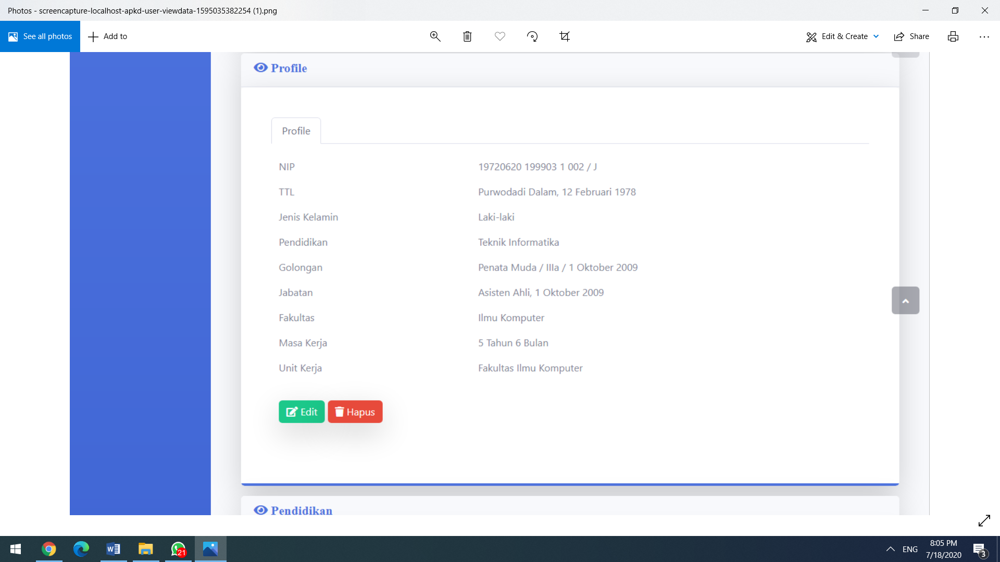 Photos - screencapture-localhost-apkd-user-viewdata-1595035382254 (1).png
See all photos
Add to
Edit & Create
Share
Profile
Profile
NIP 19720620 199903 1 002 / J
TTL Purwodadi Dalam, 12 Februari 1978
Jenis Kelamin Laki-laki
Pendidikan Teknik Informatika
Golongan Penata Muda / IIIa / 1 Oktober 2009
Jabatan Asisten Ahli, 1 Oktober 2009
Fakultas Ilmu Komputer
Masa Kerja 5 Tahun 6 Bulan
Unit Kerja Fakultas Ilmu Komputer
Edit Hapus
Pendidikan
21
ENG
8:05 PM
7/18/2020
3